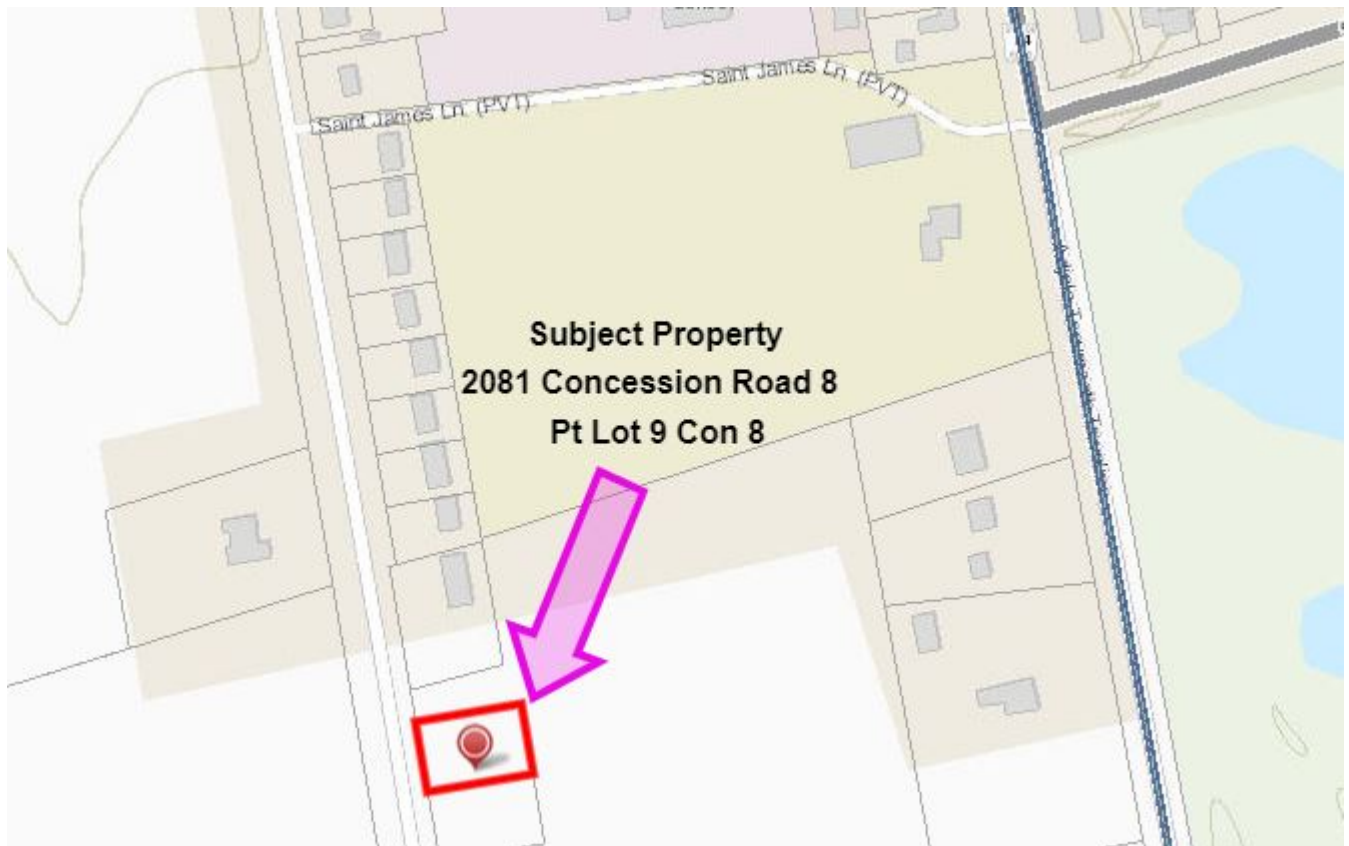 Saint James Ln. (PVT)
Saint James Ln. (PVT)
Subject Property
2081 Concession Road 8
Pt Lot 9 Con 8